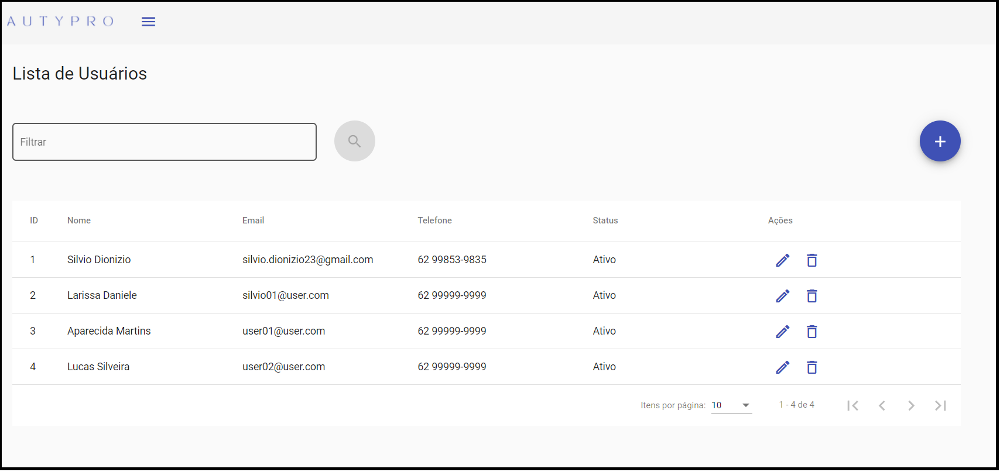 AUTYPRO
Lista de Usuários
Filtrar
ID Nome Email Telefone Status Ações
1 Silvio Dionizio silvio.dionizio23@gmail.com 62 99853-9835 Ativo
2 Larissa Daniele silvio01@user.com 62 99999-9999 Ativo
3 Aparecida Martins user01@user.com 62 99999-9999 Ativo
4 Lucas Silveira user02@user.com 62 99999-9999 Ativo
Itens por página: 10 1 - 4 de 4